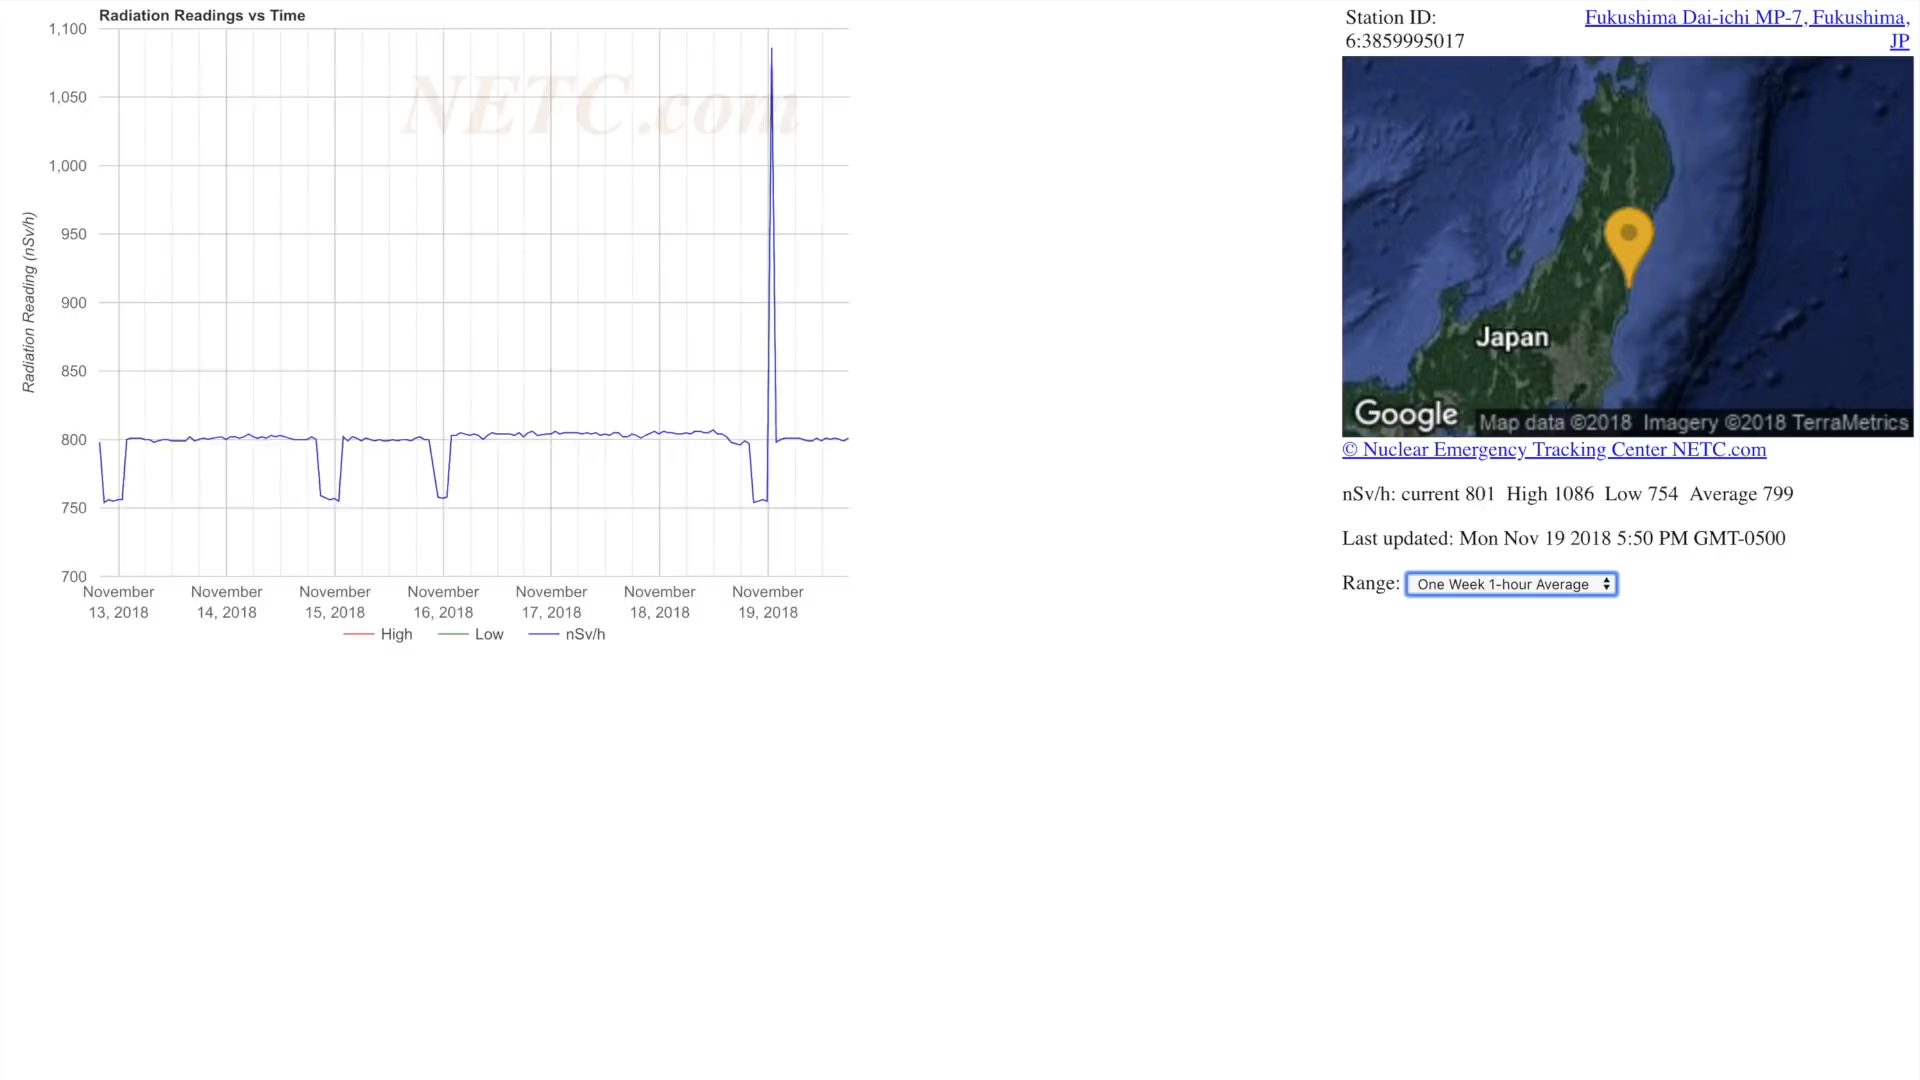 Radiation Readings vs Time
1,100
1,050
1,000
950
900
850
800
750
700
Radiation Reading (nSv/h)
NETC.com
November
13, 2018
November
14, 2018
November
15, 2018
November
16, 2018
November
17, 2018
November
18, 2018
November
19, 2018
High
Low
nSv/h
Station ID:
6:3859995017
Fukushima Dai-ichi MP-7, Fukushima,
JP
Japan
Google
Map data ©2018 Imagery ©2018 TerraMetrics
© Nuclear Emergency Tracking Center NETC.com
nSv/h: current 801 High 1086 Low 754 Average 799
Last updated: Mon Nov 19 2018 5:50 PM GMT-0500
Range: One Week 1-hour Average